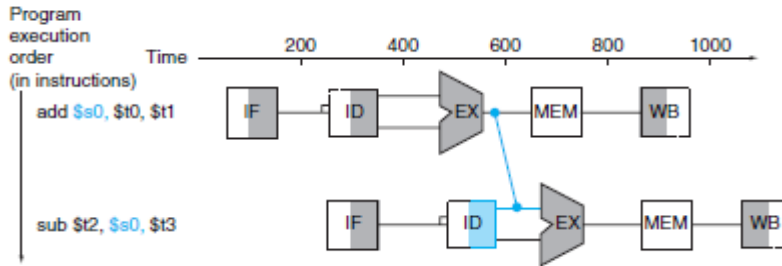 Program
execution
order
(in instructions)
Time
200 400 600 800 1000
add $s0, $t0, $t1
IF ID EX MEM WB
sub $t2, $s0, $t3
IF ID EX MEM WB